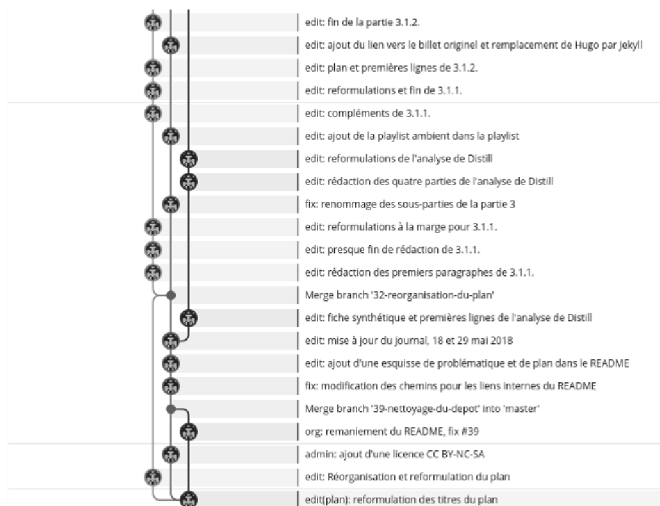 edit: fin de la partie 3.1.2.
edit: ajout du lien vers le billet originel et remplacement de Hugo par Jekyll
edit: plan et premières lignes de 3.1.2.
edit: reformulations et fin de 3.1.1.
edit: compléments de 3.1.1.
edit: ajout de la playlist ambient dans la playlist
edit: reformulations de l'analyse de Distill
edit: rédaction des quatre parties de l'analyse de Distill
fix: renommage des sous-parties de la partie 3
edit: reformulations à la marge pour 3.1.1.
edit: presque fin de rédaction de 3.1.1.
edit: rédaction des premiers paragraphes de 3.1.1.
Merge branch '32-reorganisation-du-plan'
edit: fiche synthétique et premières lignes de l'analyse de Distill
edit: mise à jour du journal, 18 et 29 mai 2018
edit: ajout d'une esquisse de problématique et de plan dans le README
fix: modification des chemins pour les liens internes du README
Merge branch '39-nettoyage-du-depot' into 'master'
org: remaniement du README, fix #39
admin: ajout d'une licence CC BY-NC-SA
edit: Réorganisation et reformulation du plan
edit(plan): reformulation des titres du plan